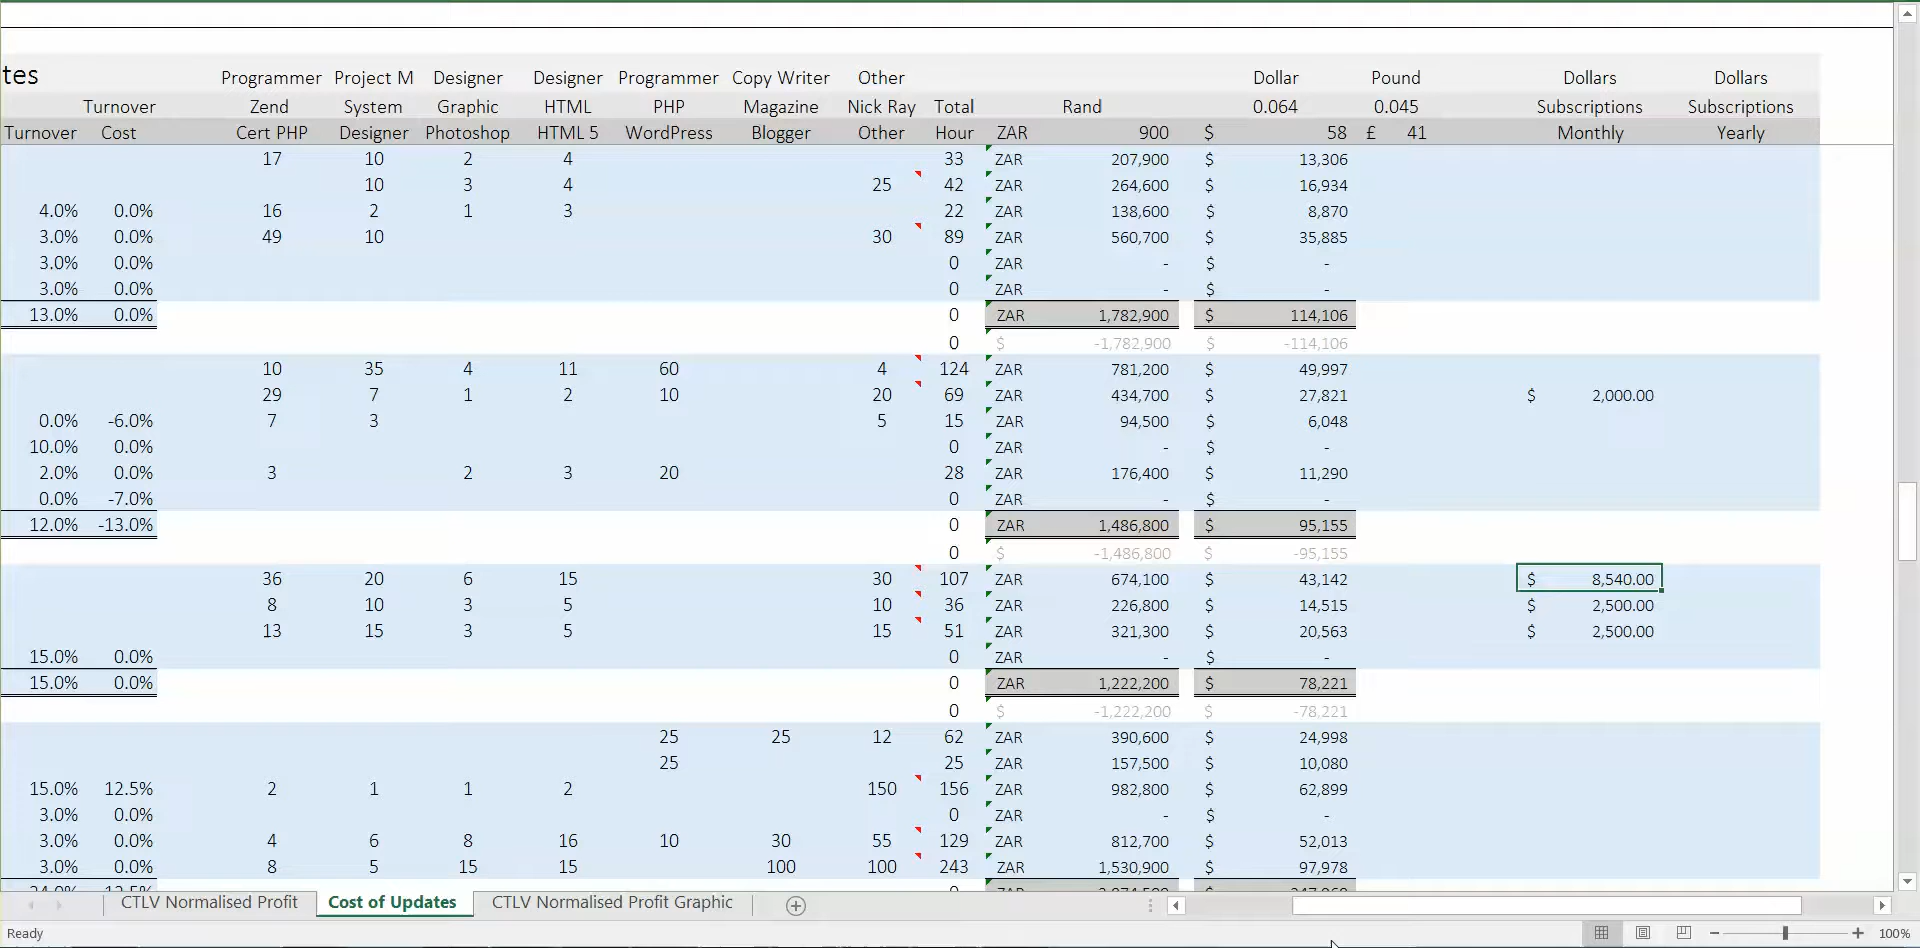 tes Programmer Project M Designer Designer Programmer Copy Writer Other Dollar Pound Dollars Dollars
Turnover Zend System Graphic HTML PHP Magazine Nick Ray Total Rand 0.064 0.045 Subscriptions Subscriptions
Turnover Cost Cert PHP Designer Photoshop HTML 5 WordPress Blogger Other Hour ZAR 900 $ 58 £ 41 Monthly Yearly
17 10 2 4 33 ZAR 207,900 $ 13,306
10 3 4 25 42 ZAR 264,600 $ 16,934
4.0% 0.0% 16 2 1 3 22 ZAR 138,600 $ 8,870
3.0% 0.0% 49 10 30 89 ZAR 560,700 $ 35,885
3.0% 0.0% 0 ZAR - $ -
3.0% 0.0% 0 ZAR - $ -
13.0% 0.0% 0 ZAR 1,782,900 $ 114,106
0 $ -1,782,900 $ -114,106
10 35 4 11 60 4 124 ZAR 781,200 $ 49,997
29 7 1 2 10 20 69 ZAR 434,700 $ 27,821 $ 2,000.00
0.0% -6.0% 7 3 5 15 ZAR 94,500 $ 6,048
10.0% 0.0% 0 ZAR - $ -
2.0% 0.0% 3 2 3 20 28 ZAR 176,400 $ 11,290
0.0% -7.0% 0 ZAR - $ -
12.0% -13.0% 0 ZAR 1,486,800 $ 95,155
0 $ -1,486,800 $ -95,155
36 20 6 15 30 107 ZAR 674,100 $ 43,142 $ 8,540.00
8 10 3 5 10 36 ZAR 226,800 $ 14,515 $ 2,500.00
13 15 3 5 15 51 ZAR 321,300 $ 20,563 $ 2,500.00
15.0% 0.0% 0 ZAR - $ -
15.0% 0.0% 0 ZAR 1,222,200 $ 78,221
0 $ -1,222,200 $ -78,221
25 25 12 62 ZAR 390,600 $ 24,998
25 25 ZAR 157,500 $ 10,080
15.0% 12.5% 2 1 1 2 150 156 ZAR 982,800 $ 62,899
3.0% 0.0% 0 ZAR - $ -
3.0% 0.0% 4 6 8 16 10 30 55 129 ZAR 812,700 $ 52,013
3.0% 0.0% 8 5 15 15 100 100 243 ZAR 1,530,900 $ 97,978
CTLV Normalised Profit Cost of Updates CTLV Normalised Profit Graphic
Ready 100%